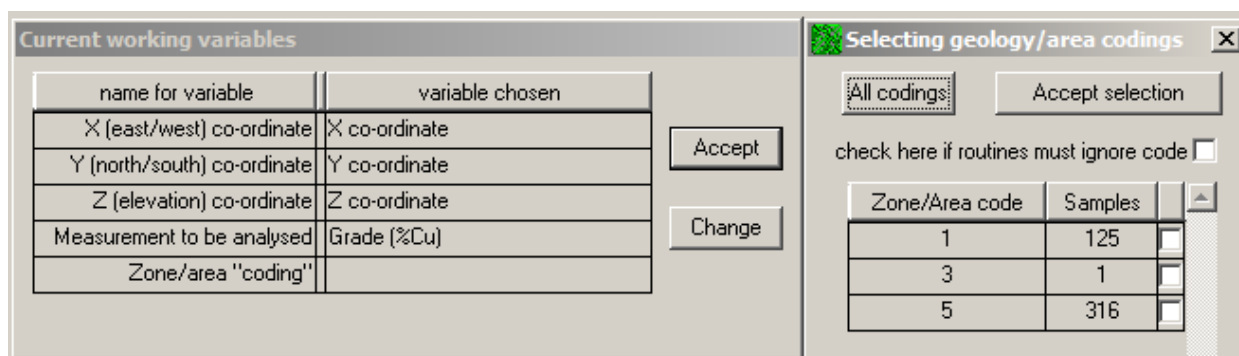 Current working variables
name for variable variable chosen
X (east/west) co-ordinate X co-ordinate
Y (north/south) co-ordinate Y co-ordinate
Z (elevation) co-ordinate Z co-ordinate
Measurement to be analysed Grade (%Cu)
Zone/area "coding"
Accept
Change
Selecting geology/area codings
All codings Accept selection
check here if routines must ignore code
Zone/Area code Samples
1 125
3 1
5 316